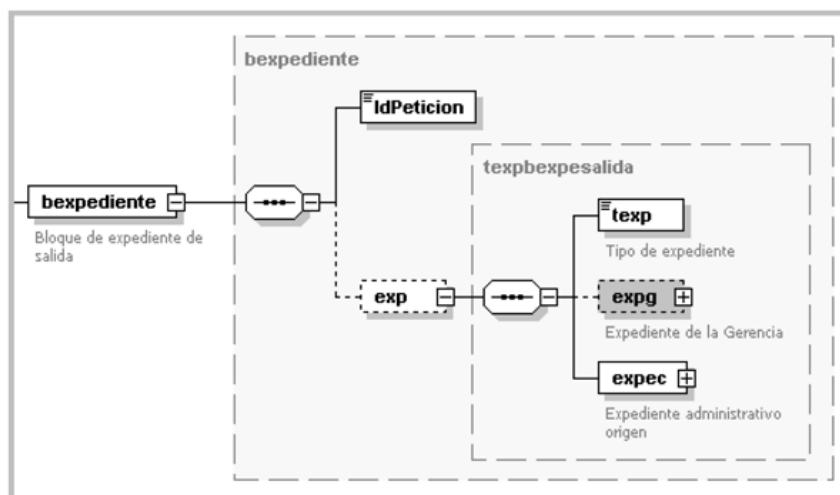 bexpediente
IdPeticion
texpbexpesalida
bexpediente
Bloque de expediente de
salida
texp
Tipo de expediente
exp
expg
Expediente de la Gerencia
expec
Expediente administrativo
origen